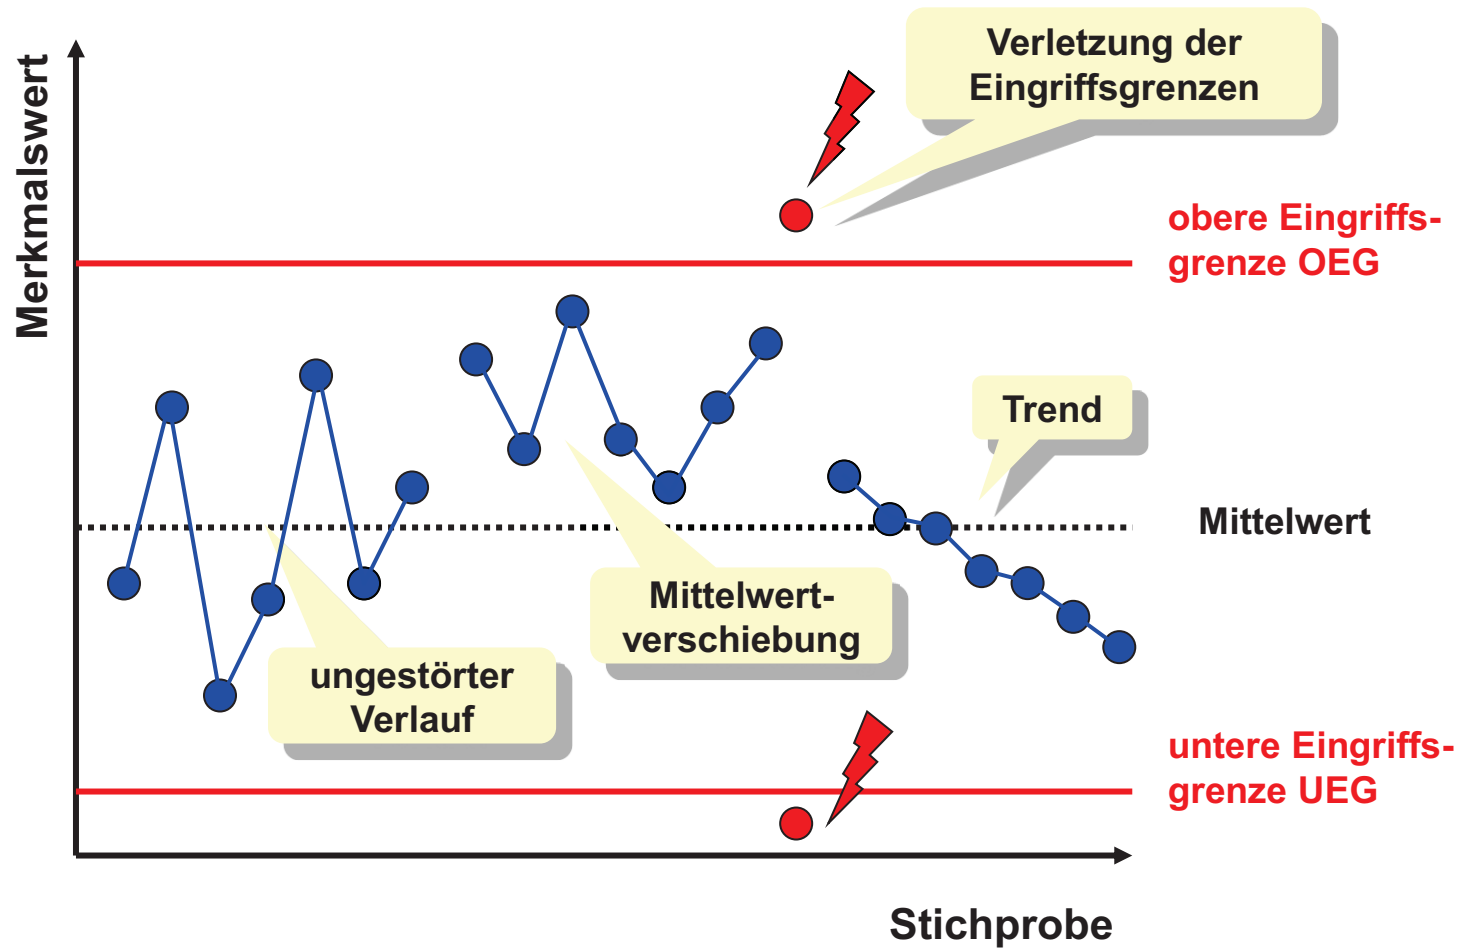 Verletzung der
Eingriffsgrenzen
Merkmalswert
obere Eingriffs-
grenze OEG
Trend
Mittelwert
Mittelwert-
verschiebung
ungestörter
Verlauf
untere Eingriffs-
grenze UEG
Stichprobe